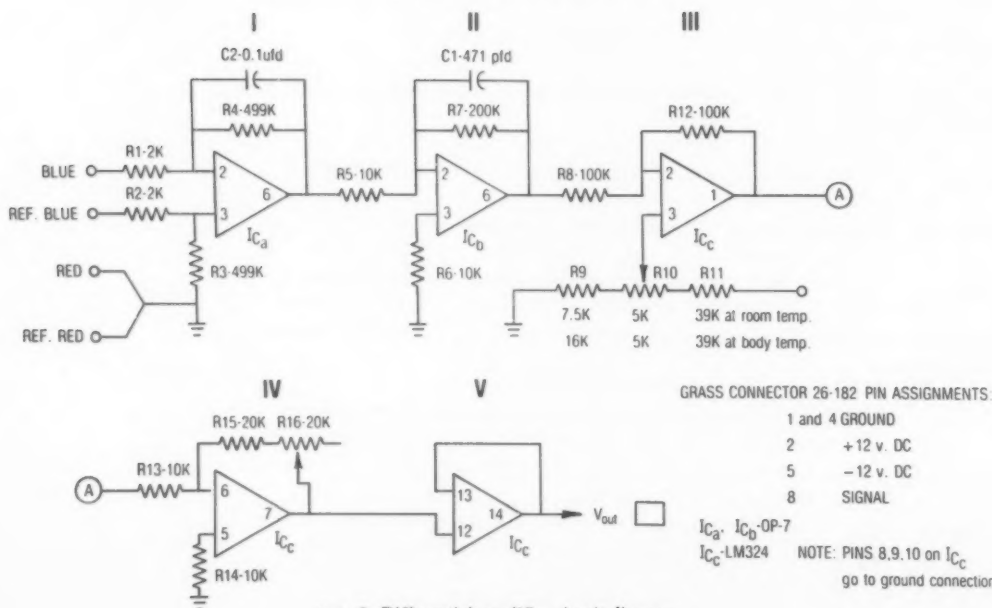 I II III
C2-0.1ufd C1-471 pfd
R4-499K R7-200K R12-100K
R1-2K
BLUE 2 6 R5-10K 2 6 R8-100K 2 1 A
R2-2K
REF. BLUE 3 3 3
ICa ICb ICc
RED R3-499K R6-10K R9 R10 R11
7.5K 5K 39K at room temp.
REF. RED 16K 5K 39K at body temp.
IV V
R15-20K R16-20K
R13-10K
A 6 7 13 14 Vout
5 12
ICc ICc
R14-10K
GRASS CONNECTOR 26-182 PIN ASSIGNMENTS:
1 and 4 GROUND
2 +12 v. DC
5 -12 v. DC
8 SIGNAL
ICa, ICb-OP-7
ICc-LM324 NOTE: PINS 8,9,10 on ICc
go to ground connection